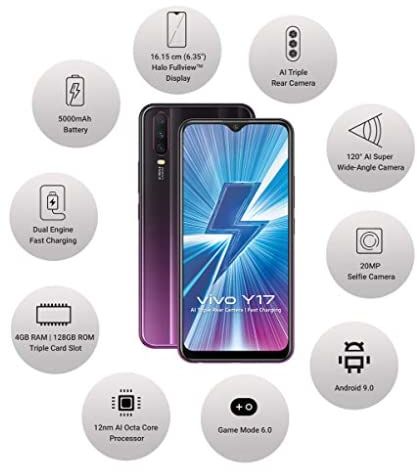 16.15 cm (6.35”)
Halo Fullview™
Display
AI Triple
Rear Camera
5000mAh
Battery
120° AI Super
Wide-Angle Camera
Dual Engine
Fast Charging
20MP
Selfie Camera
vivo Y17
AI Triple Rear Camera | Fast Charging
4GB RAM | 128GB ROM
Triple Card Slot
Android 9.0
12nm AI Octa Core
Processor
Game Mode 6.0